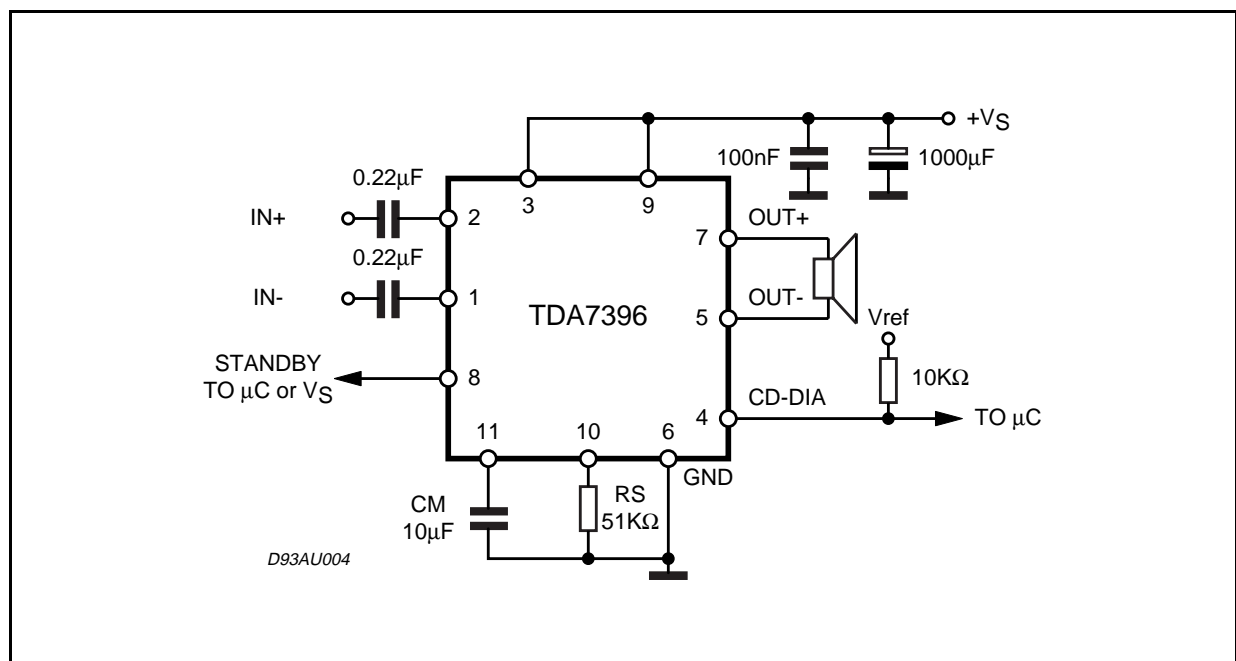 +VS
100nF
1000μF
0.22μF
3
9
IN+
2
7
OUT+
0.22μF
IN-
1
TDA7396
5
OUT-
Vref
STANDBY
TO μC or VS
8
10KΩ
4
CD-DIA
TO μC
11
10
6
GND
CM
10μF
RS
51KΩ
D93AU004